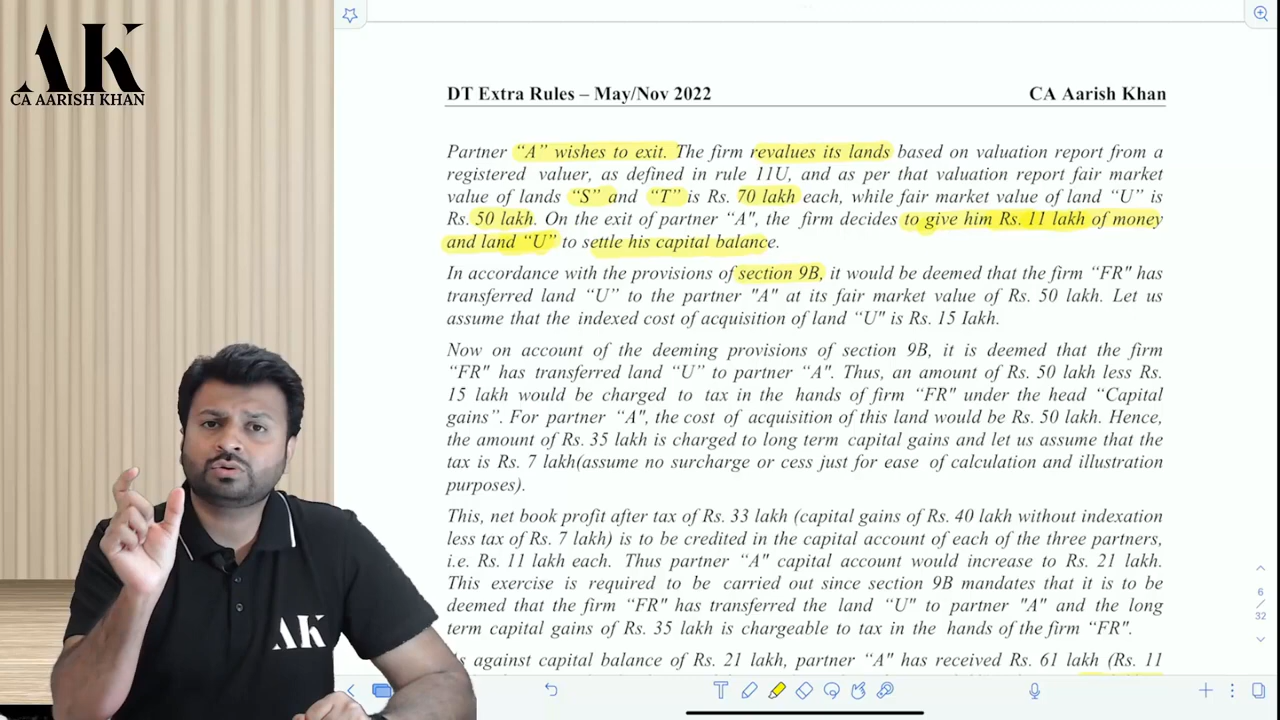 AK
CA AARISH KHAN
DT Extra Rules – May/Nov 2022 CA Aarish Khan
Partner “A” wishes to exit. The firm revalues its lands based on valuation report from a
registered valuer, as defined in rule 11U, and as per that valuation report fair market
value of lands “S” and “T” is Rs. 70 lakh each, while fair market value of land “U” is
Rs. 50 lakh. On the exit of partner “A", the firm decides to give him Rs. 11 lakh of money
and land “U” to settle his capital balance.
In accordance with the provisions of section 9B, it would be deemed that the firm “FR" has
transferred land “U” to the partner "A” at its fair market value of Rs. 50 lakh. Let us
assume that the indexed cost of acquisition of land “U" is Rs. 15 Iakh.
Now on account of the deeming provisions of section 9B, it is deemed that the firm
“FR” has transferred land “U” to partner “A". Thus, an amount of Rs. 50 lakh less Rs.
15 lakh would be charged to tax in the hands of firm “FR" under the head “Capital
gains”. For partner “A”, the cost of acquisition of this land would be Rs. 50 lakh. Hence,
the amount of Rs. 35 lakh is charged to long term capital gains and let us assume that the
tax is Rs. 7 lakh(assume no surcharge or cess just for ease of calculation and illustration
purposes).
This, net book profit after tax of Rs. 33 lakh (capital gains of Rs. 40 lakh without indexation
less tax of Rs. 7 lakh) is to be credited in the capital account of each of the three partners,
i.e. Rs. 11 lakh each. Thus partner “A" capital account would increase to Rs. 21 lakh.
This exercise is required to be carried out since section 9B mandates that it is to be
deemed that the firm “FR" has transferred the land "U" to partner "A" and the long
term capital gains of Rs. 35 lakh is chargeable to tax in the hands of the firm “FR".
against capital balance of Rs. 21 lakh, partner “A” has received Rs. 61 lakh (Rs. 11
6
/
32
AK